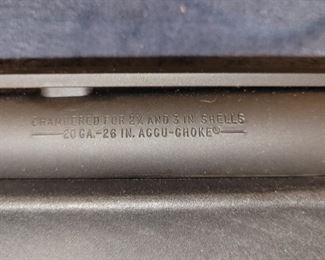 CHAMBERED FOR 2¾ AND 3 IN. SHELLS
20 GA.-26 IN. ACCU-CHOKE®